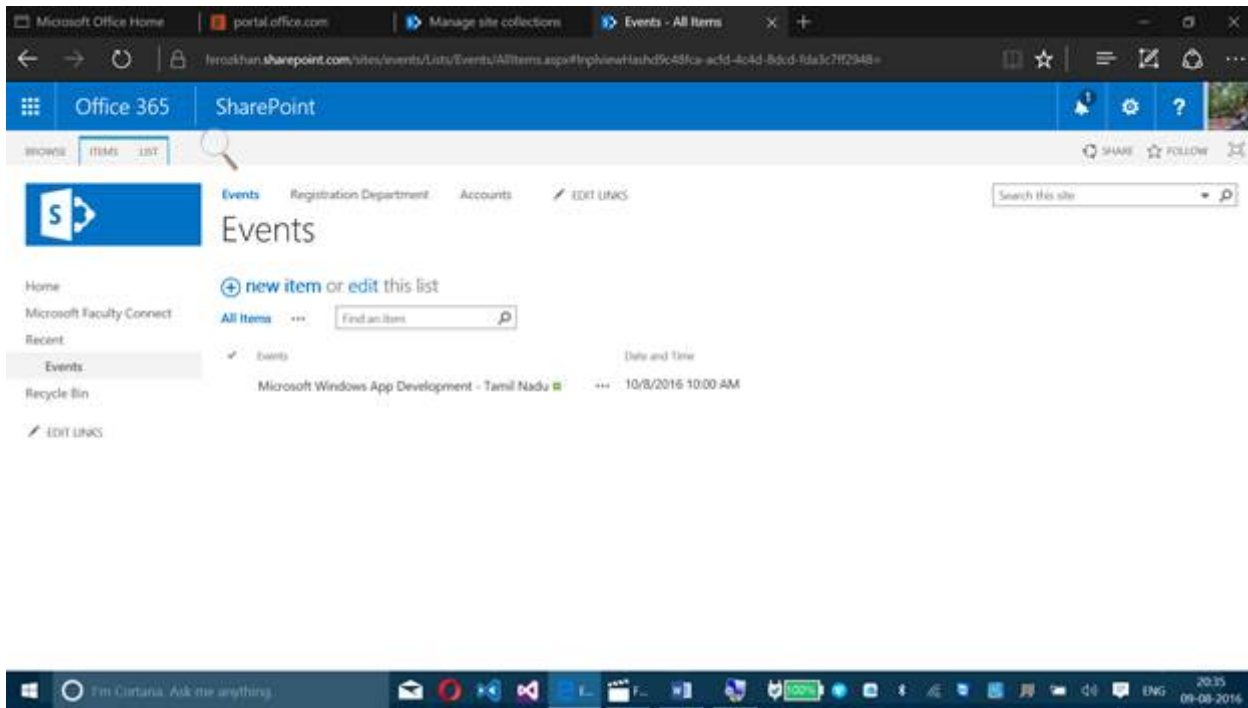 Microsoft Office Home
portal.office.com
Manage site collections
Events - All Items
Office 365
SharePoint
1
?
BROWSE
ITEMS
LIST
SHARE
FOLLOW
S
Events
Registration Department
Accounts
EDIT LINKS
Search this site
Events
Home
Microsoft Faculty Connect
Recent
Events
Recycle Bin
EDIT LINKS
new item or edit this list
All Items
...
Find an item
Events
Date and Time
Microsoft Windows App Development - Tamil Nadu
...
10/8/2016 10:00 AM
I'm Cortana. Ask me anything.
E...
F...
100%
ENG
20:35
09-08-2016